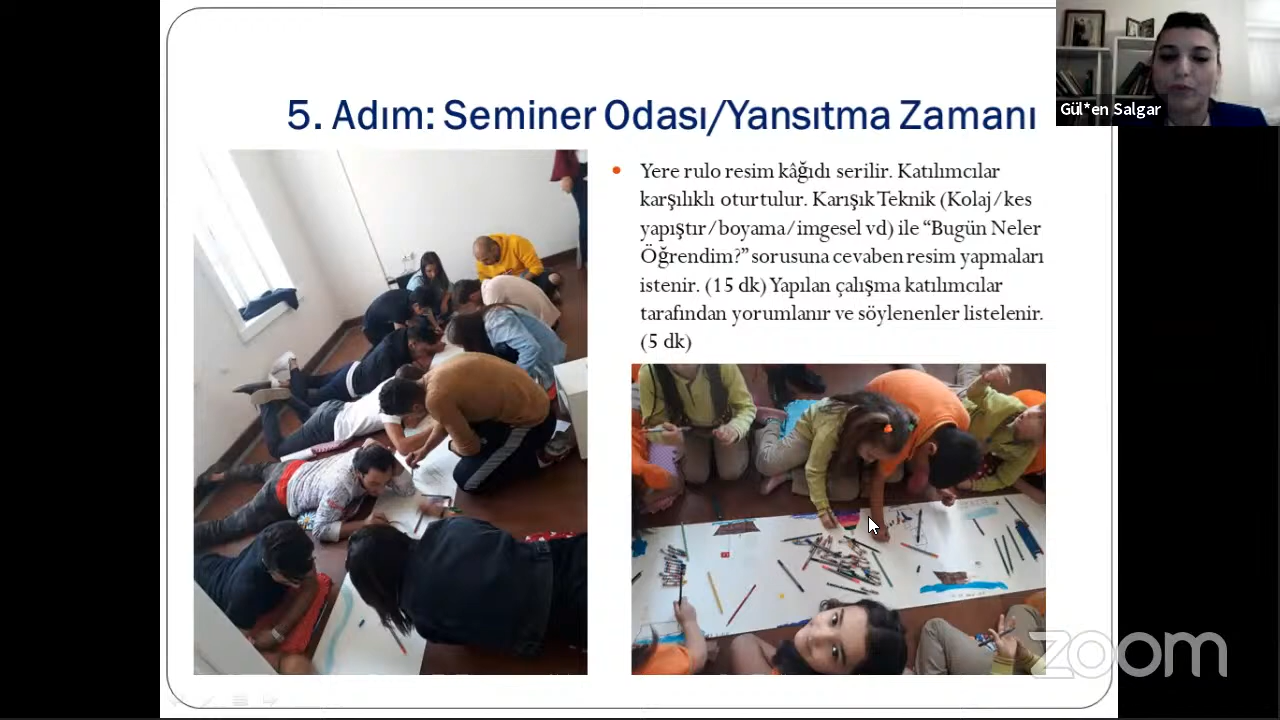 5. Adım: Seminer Odası/Yansıtma Zamanı
Gül*en Salgar
Yere rulo resim kâğıdı serilir. Katılımcılar
karşılıklı oturtulur. Karışık Teknik (Kolaj/kes
yapıştır/boyama/imgesel vd) ile “Bugün Neler
Öğrendim?” sorusuna cevaben resim yapmaları
istenir. (15 dk) Yapılan çalışma katılımcılar
tarafından yorumlanır ve söylenenler listelenir.
(5 dk)
zoom